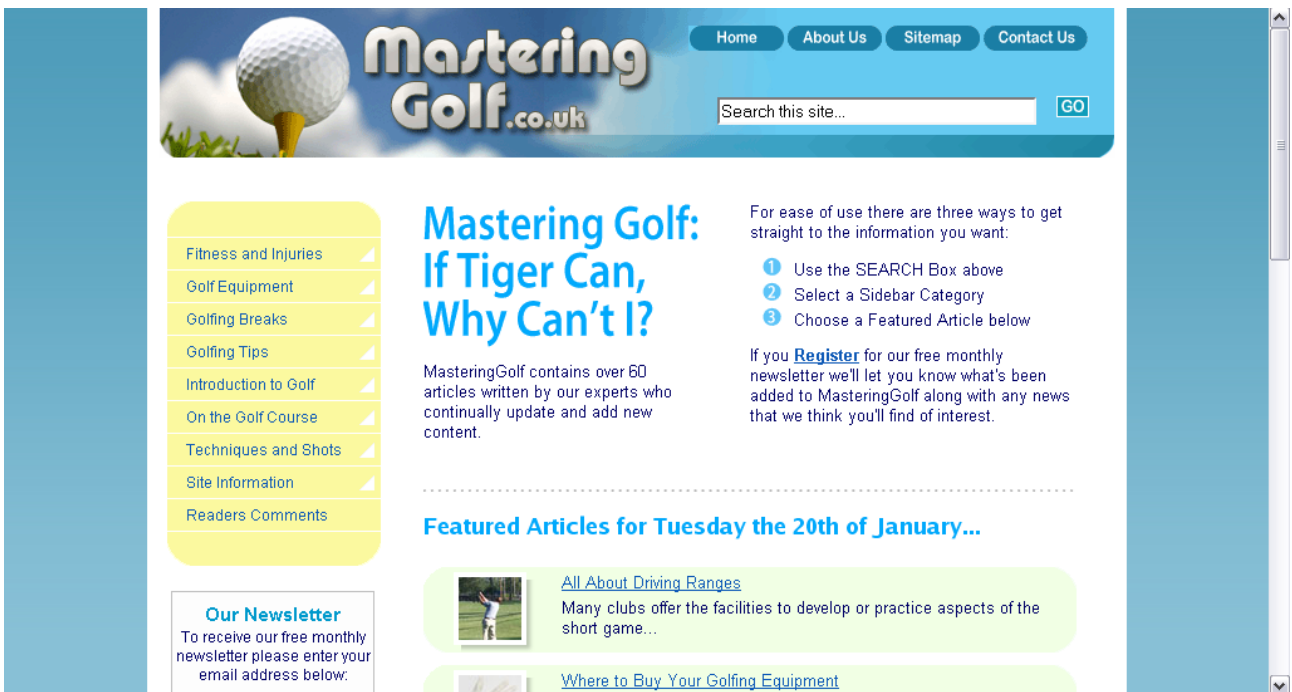 Mastering
Golf.co.uk
Home
About Us
Sitemap
Contact Us
Search this site...
GO
Fitness and Injuries
Golf Equipment
Golfing Breaks
Golfing Tips
Introduction to Golf
On the Golf Course
Techniques and Shots
Site Information
Readers Comments
Our Newsletter
To receive our free monthly
newsletter please enter your
email address below:
Mastering Golf:
If Tiger Can,
Why Can't I?
MasteringGolf contains over 60
articles written by our experts who
continually update and add new
content.
For ease of use there are three ways to get
straight to the information you want:
1 Use the SEARCH Box above
2 Select a Sidebar Category
3 Choose a Featured Article below
If you Register for our free monthly
newsletter we'll let you know what's been
added to MasteringGolf along with any news
that we think you'll find of interest.
Featured Articles for Tuesday the 20th of January...
All About Driving Ranges
Many clubs offer the facilities to develop or practice aspects of the
short game...
Where to Buy Your Golfing Equipment